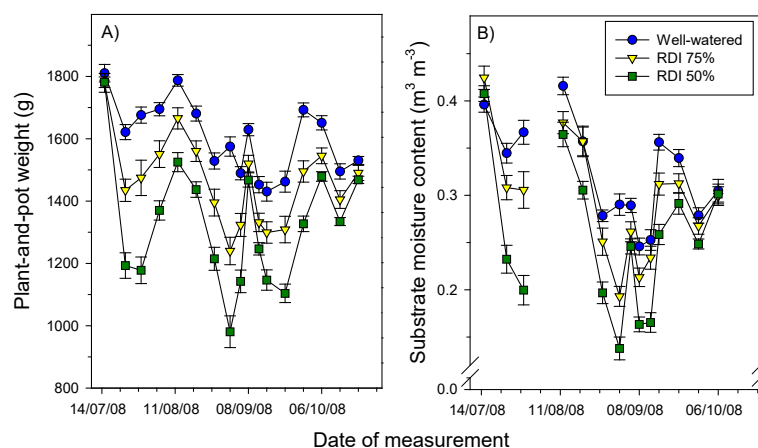 A)
Plant-and-pot weight (g)
1800
1600
1400
1200
1000
800
14/07/08 11/08/08 08/09/08 06/10/08
B)
Well-watered
RDI 75%
RDI 50%
Substrate moisture content (m³ m⁻³)
0.4
0.3
0.2
0.0
14/07/08 11/08/08 08/09/08 06/10/08
Date of measurement